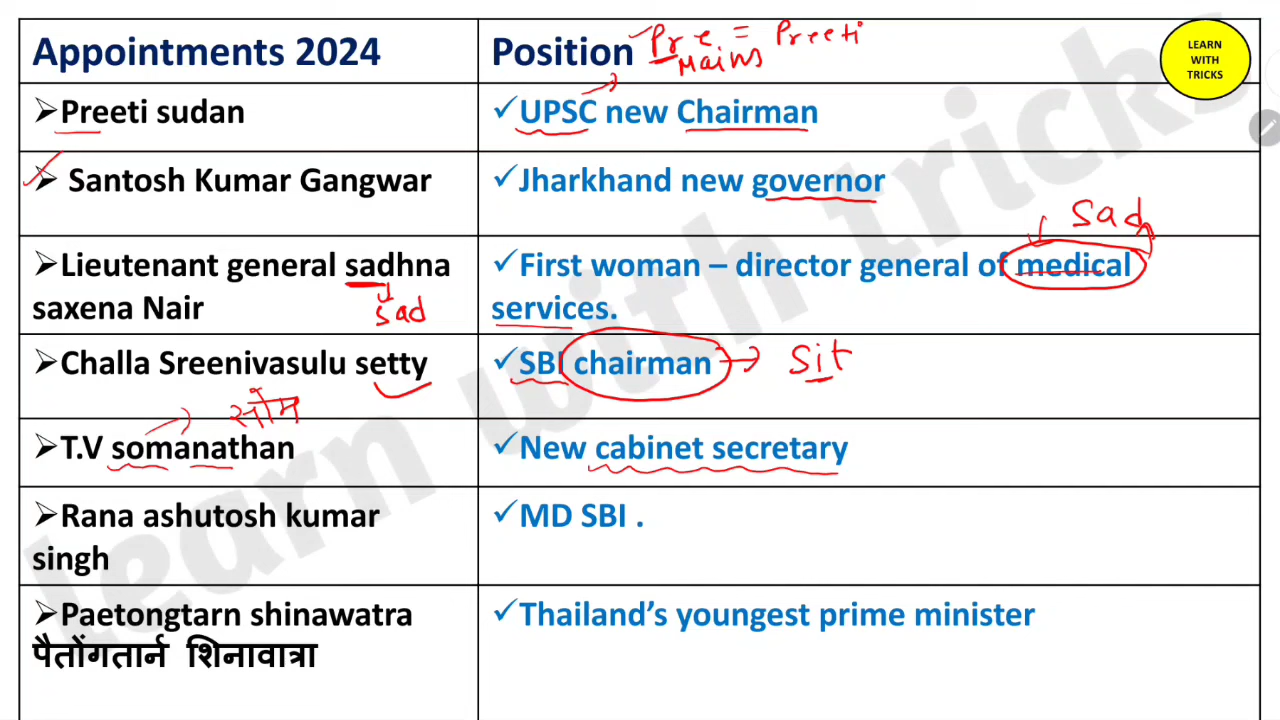 Appointments 2024
Position
Pre = Preeti
Mains
LEARN
WITH
TRICKS
➢Preeti sudan
✓UPSC new Chairman
➢ Santosh Kumar Gangwar
✓Jharkhand new governor
sad
➢Lieutenant general sadhna
saxena Nair
sad
✓First woman – director general of medical
services.
➢Challa Sreenivasulu setty
✓SBI chairman
Sit
सोम
➢T.V somanathan
✓New cabinet secretary
➢Rana ashutosh kumar
singh
✓MD SBI .
➢Paetongtarn shinawatra
पैतोंगतार्न शिनावात्रा
✓Thailand’s youngest prime minister
learn with tricks